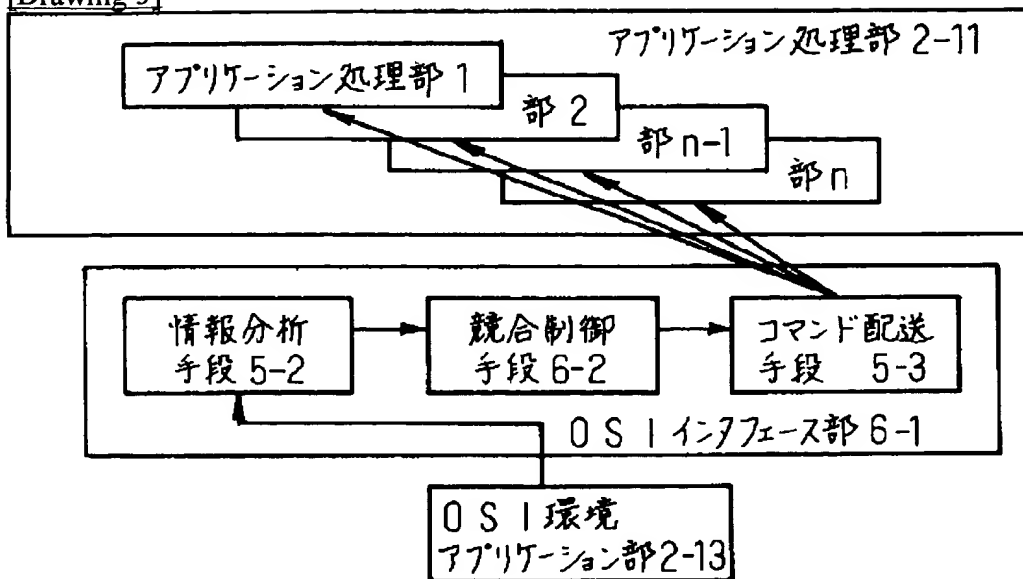 アプリケーション処理部 2-11
アプリケーション処理部 1
部 2
部 n-1
部 n
情報分析
手段 5-2
競合制御
手段 6-2
コマンド配送
手段 5-3
OSIインタフェース部 6-1
OSI環境
アプリケーション部 2-13